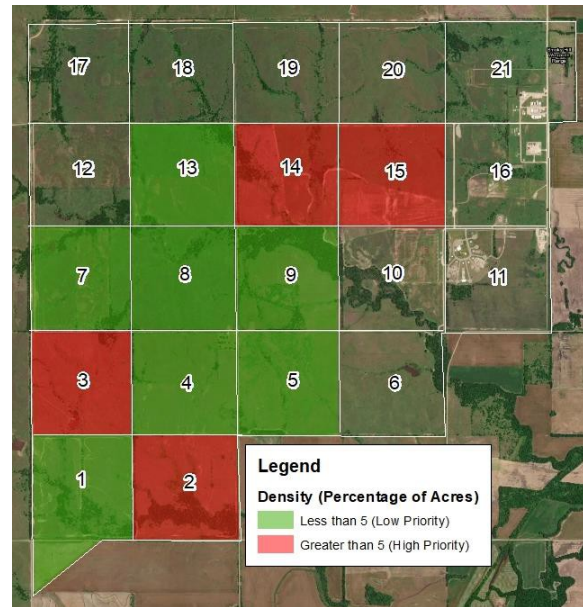 17 18 19 20 21
12 13 14 15 16
7 8 9 10 11
3 4 5 6
1 2
Legend
Density (Percentage of Acres)
Less than 5 (Low Priority)
Greater than 5 (High Priority)